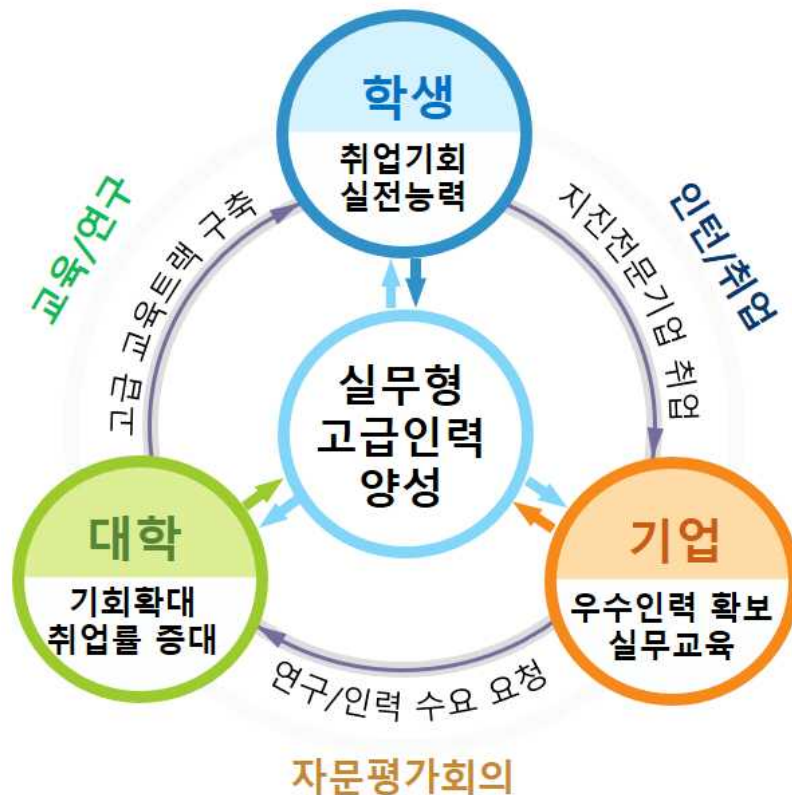 학생
취업기회
실전능력
교육/연구
고급 교육트랙 구축
지진전문기업 취업
인턴/취업
실무형
고급인력
양성
대학
기회확대
취업률 증대
기업
우수인력 확보
실무교육
연구/인력 수요 요청
자문평가회의